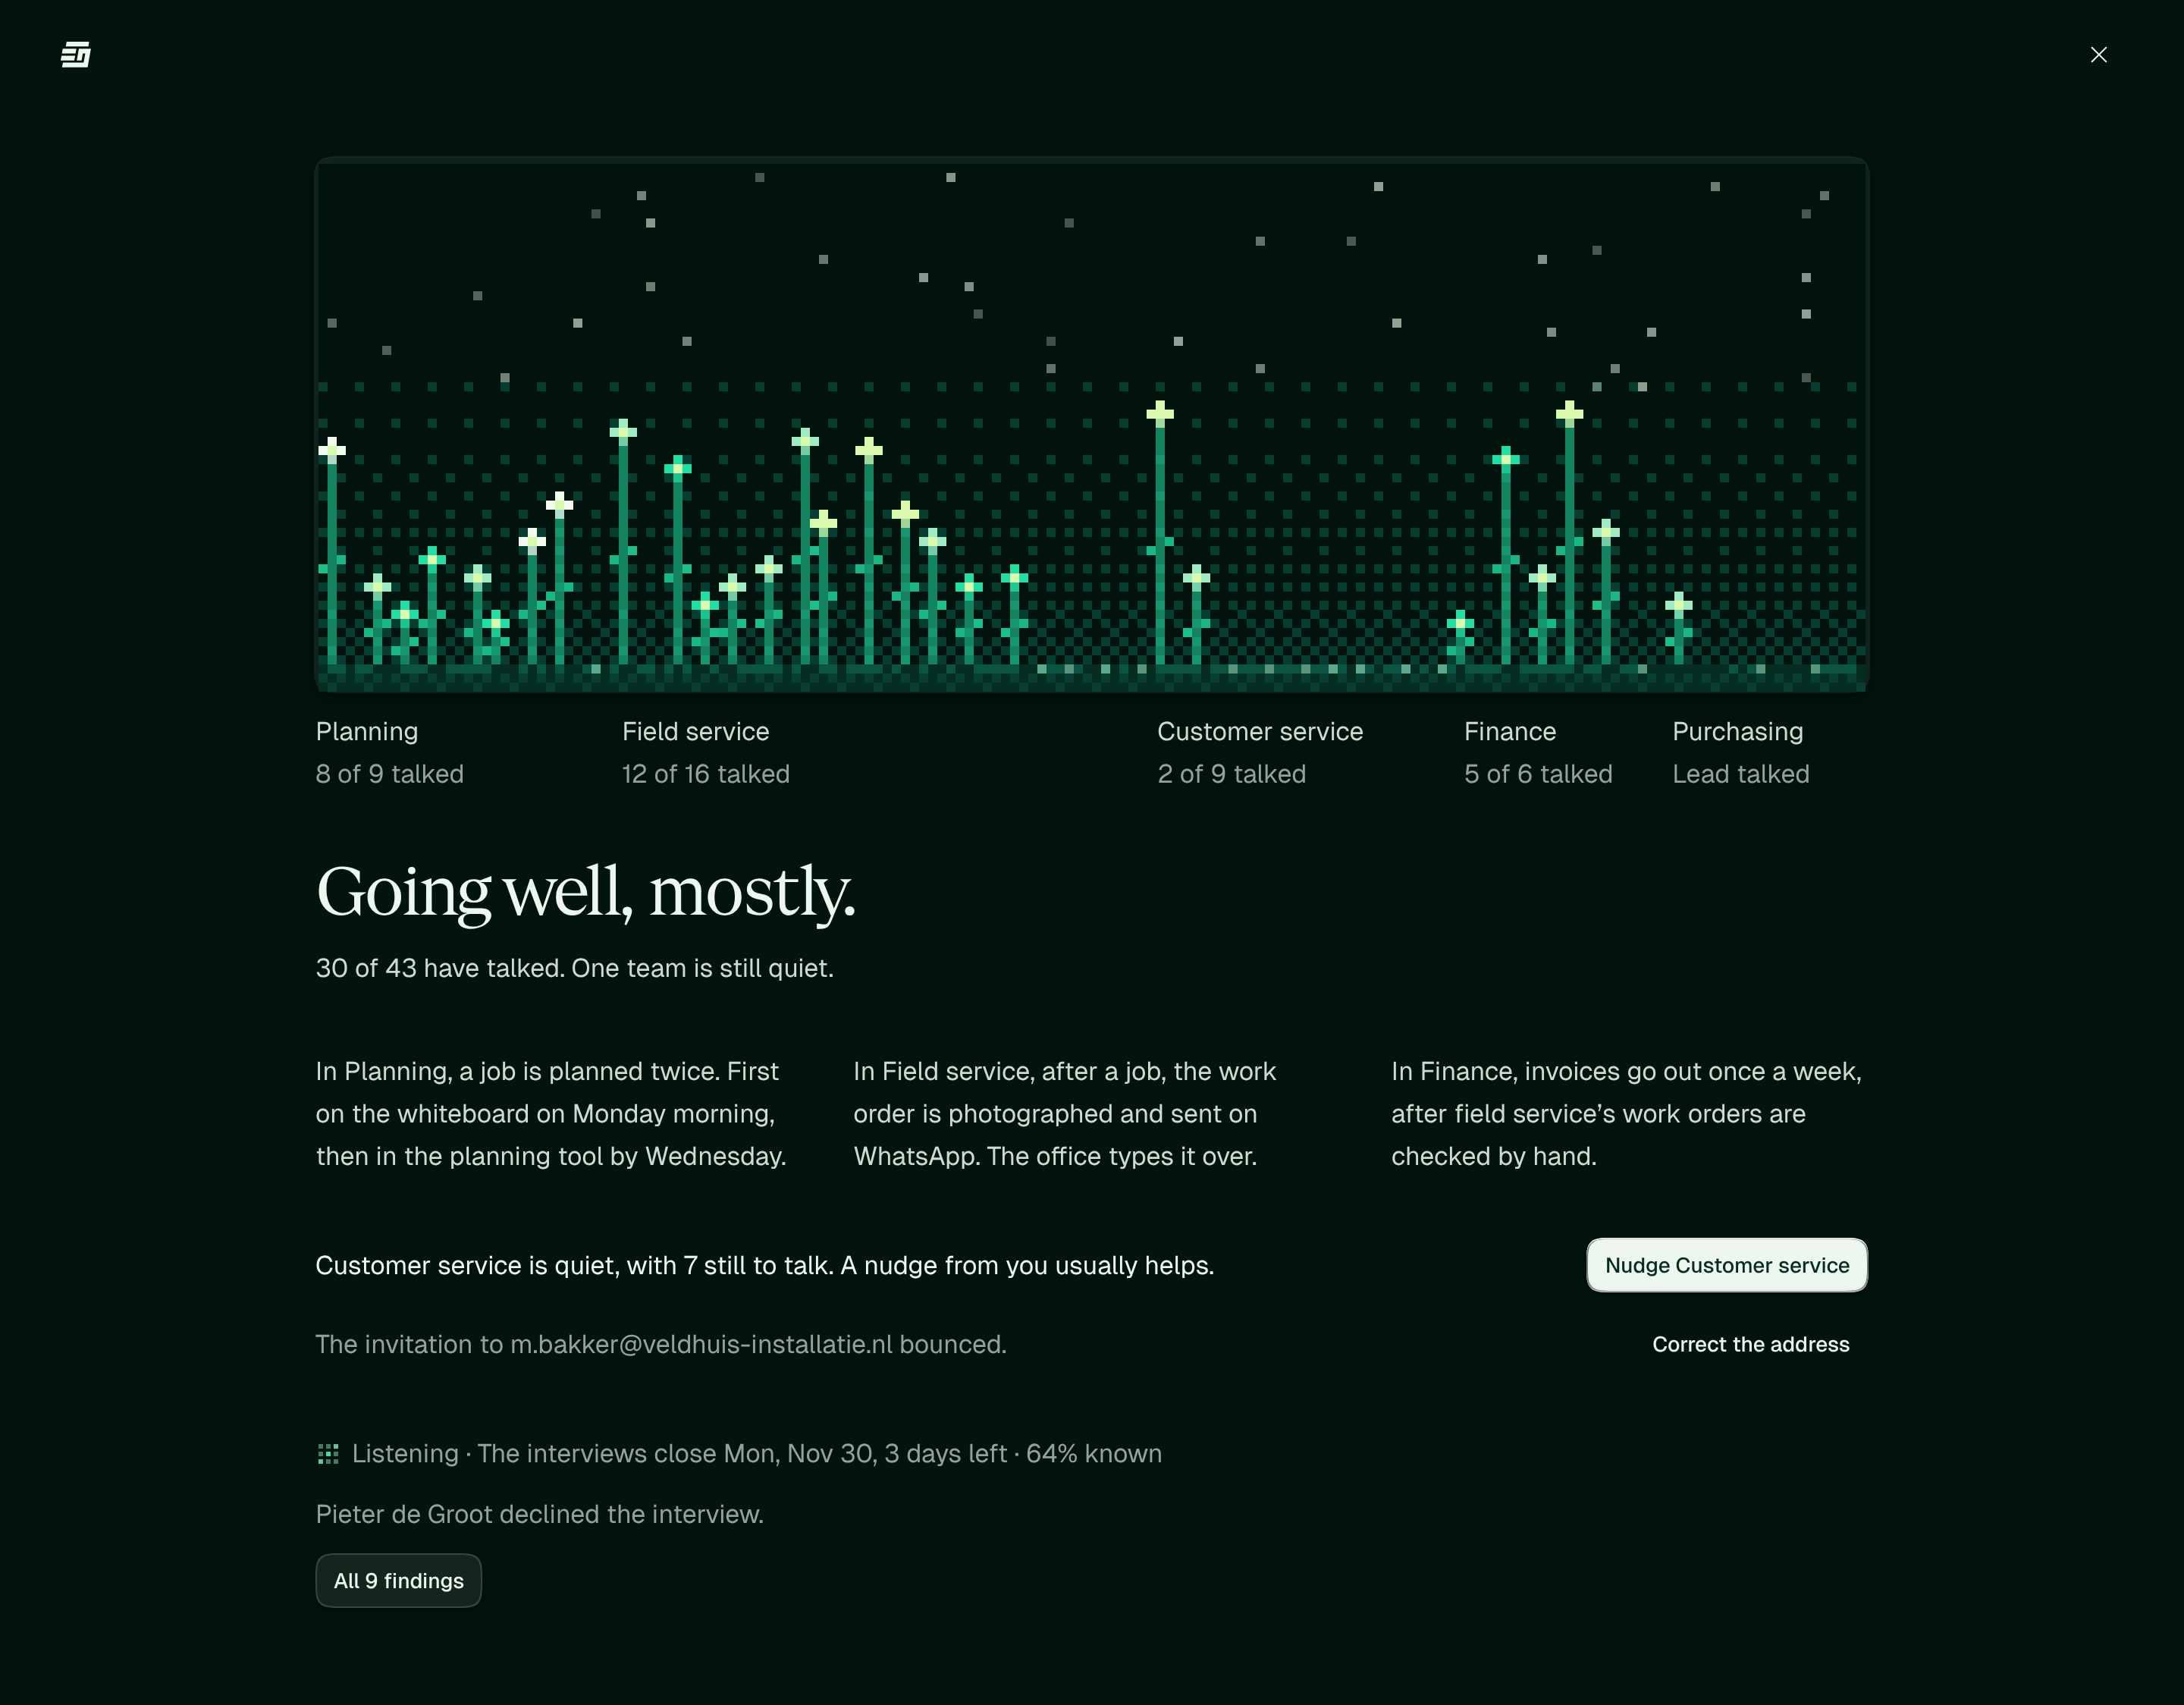 Planning
8 of 9 talked
Field service
12 of 16 talked
Customer service
2 of 9 talked
Finance
5 of 6 talked
Purchasing
Lead talked
Going well, mostly.
30 of 43 have talked. One team is still quiet.
In Planning, a job is planned twice. First
on the whiteboard on Monday morning,
then in the planning tool by Wednesday.
In Field service, after a job, the work
order is photographed and sent on
WhatsApp. The office types it over.
In Finance, invoices go out once a week,
after field service’s work orders are
checked by hand.
Customer service is quiet, with 7 still to talk. A nudge from you usually helps.
Nudge Customer service
The invitation to m.bakker@veldhuis-installatie.nl bounced.
Correct the address
Listening · The interviews close Mon, Nov 30, 3 days left · 64% known
Pieter de Groot declined the interview.
All 9 findings